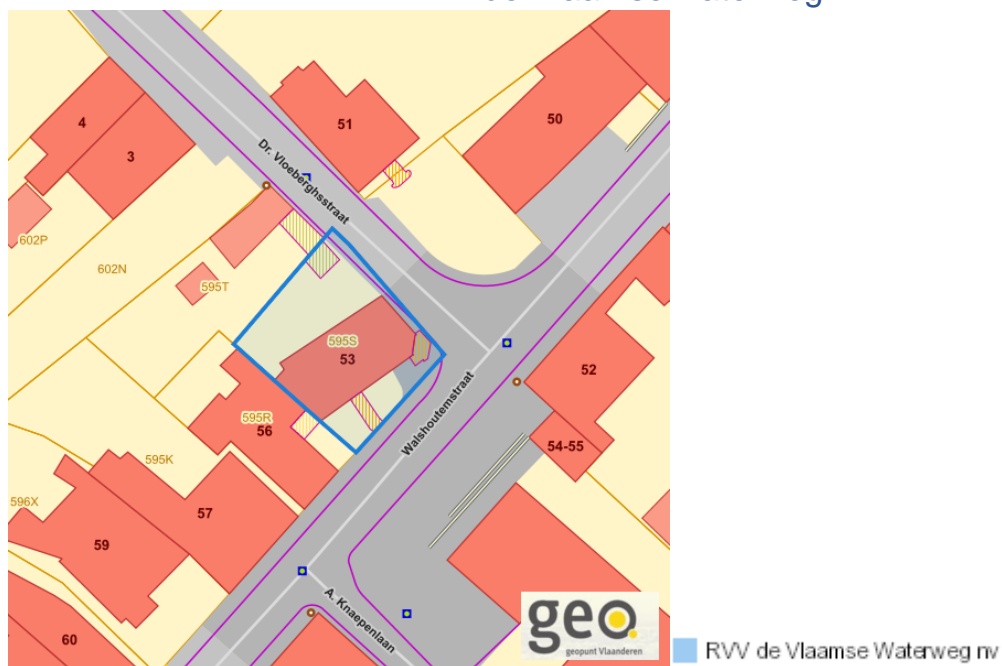 4
3
51
50
Dr. Vloeberghsstraat
602P
602N
595T
595S
53
52
Walshoutemstraat
595R
56
54-55
595K
596X
57
59
A. Knaepenlaan
60
geo
geopunt Vlaanderen
RVV de Vlaamse Waterweg nv